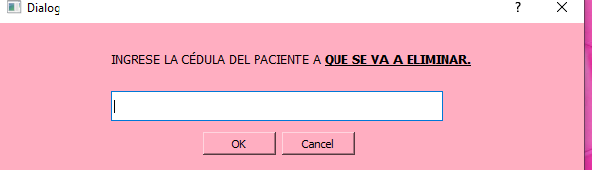 Dialog
?
INGRESE LA CÉDULA DEL PACIENTE A QUE SE VA A ELIMINAR.
OK
Cancel